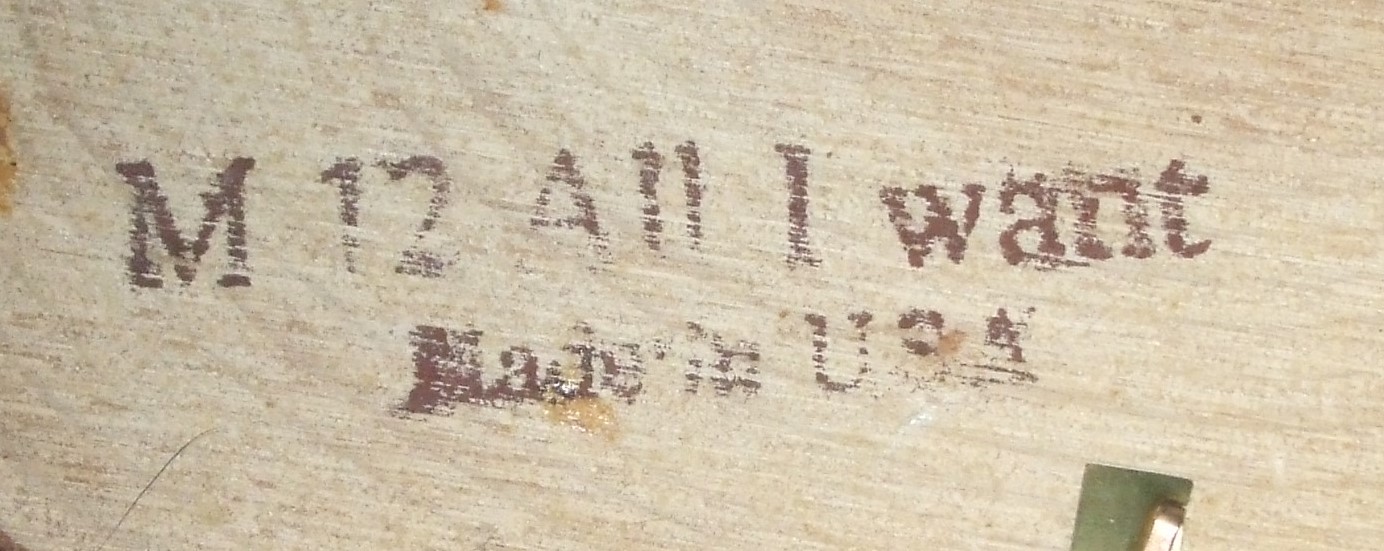 M 12 All I want
Made in USA